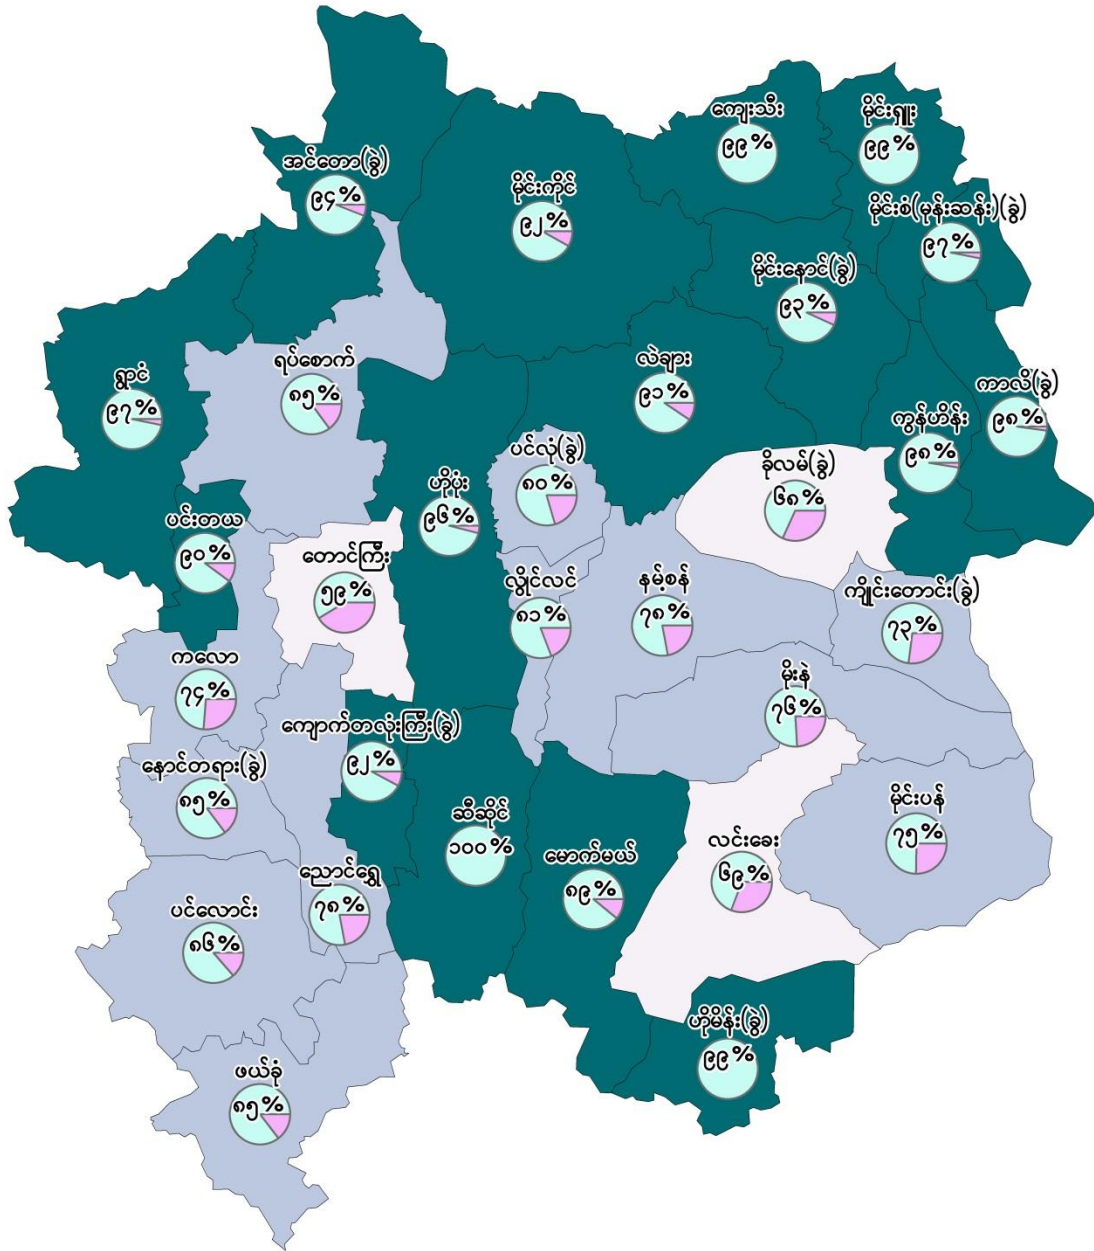 ကျေးသီး
၉၉%
မိုင်းရှူး
၉၉%
အင်တော(ခွဲ)
၉၄%
မိုင်းကိုင်
၉၂%
မိုင်းစံ(မုန်းဆန်း)(ခွဲ)
၉၇%
မိုင်းနောင်(ခွဲ)
၉၃%
ရပ်စောက်
၈၅%
လဲချား
၉၁%
ရွာငံ
၉၇%
ကာလိ(ခွဲ)
၉၈%
ကွန်ဟိန်း
၉၈%
ပင်လုံ(ခွဲ)
၈၀%
ခိုလမ်(ခွဲ)
၆၈%
ဟိုပုံး
၉၆%
ပင်းတယ
၉၀%
တောင်ကြီး
၅၉%
လွိုင်လင်
၈၁%
နမ့်စန်
၇၈%
ကျိုင်းတောင်း(ခွဲ)
၇၃%
ကလော
၇၄%
မိုးနဲ
၇၆%
ကျောက်တလုံးကြီး(ခွဲ)
၉၂%
နောင်တရား(ခွဲ)
၈၅%
မိုင်းပန်
၇၅%
ဆီဆိုင်
၁၀၀%
မောက်မယ်
၈၉%
လင်းခေး
၆၉%
ညောင်ရွှေ
၇၈%
ပင်လောင်း
၈၆%
ဟိုမိန်း(ခွဲ)
၉၉%
ဖယ်ခုံ
၈၅%